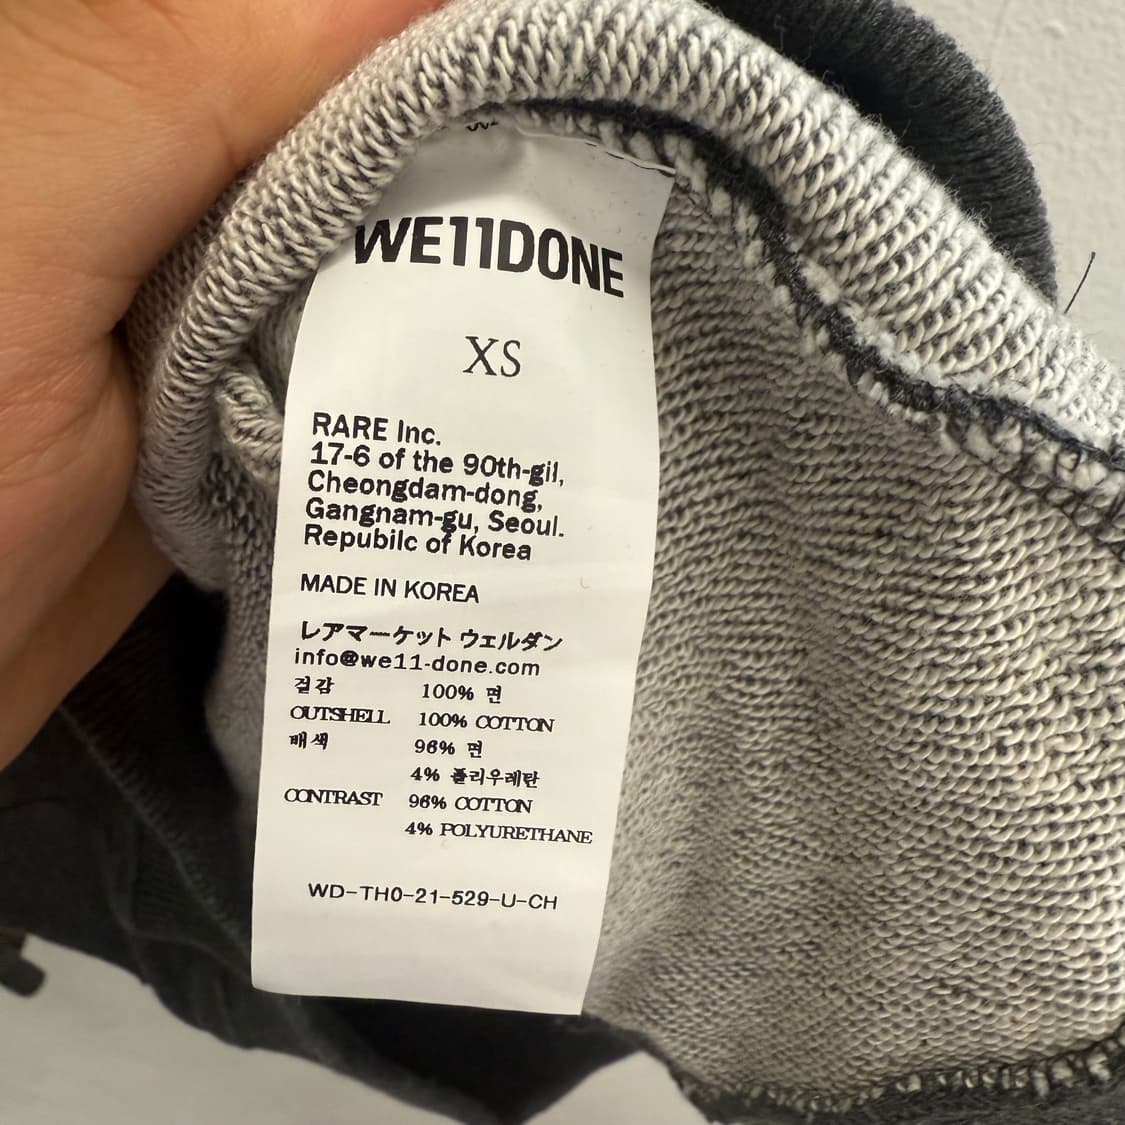 WE11DONE
XS
RARE Inc.
17-6 of the 90th-gil,
Cheongdam-dong,
Gangnam-gu, Seoul.
Republic of Korea
MADE IN KOREA
レアマーケット ウェルダン
info@we11-done.com
겉감 100% 면
OUTSHELL 100% COTTON
배색 96% 면
4% 폴리우레탄
CONTRAST 96% COTTON
4% POLYURETHANE
WD-TH0-21-529-U-CH